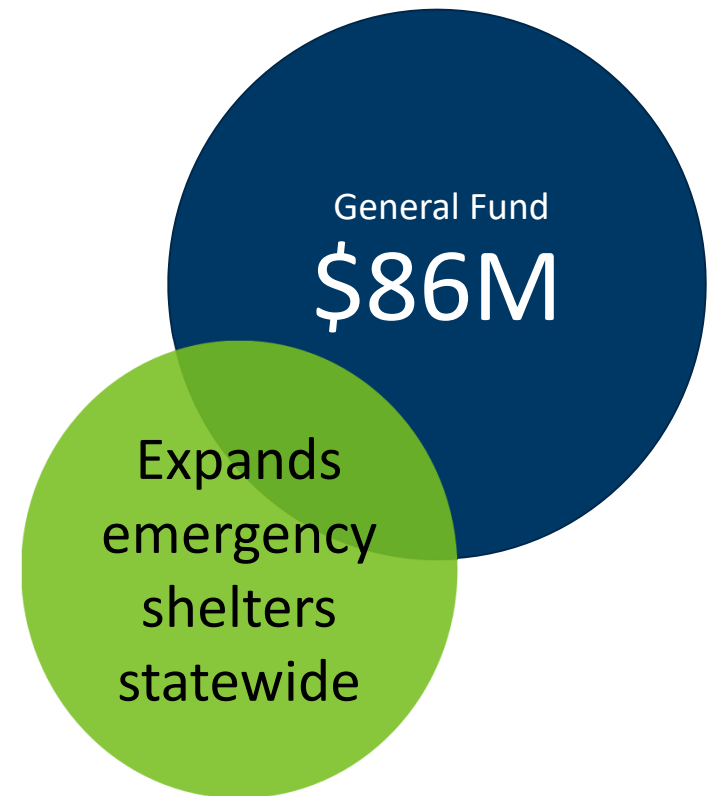 General Fund
$86M
Expands
emergency
shelters
statewide